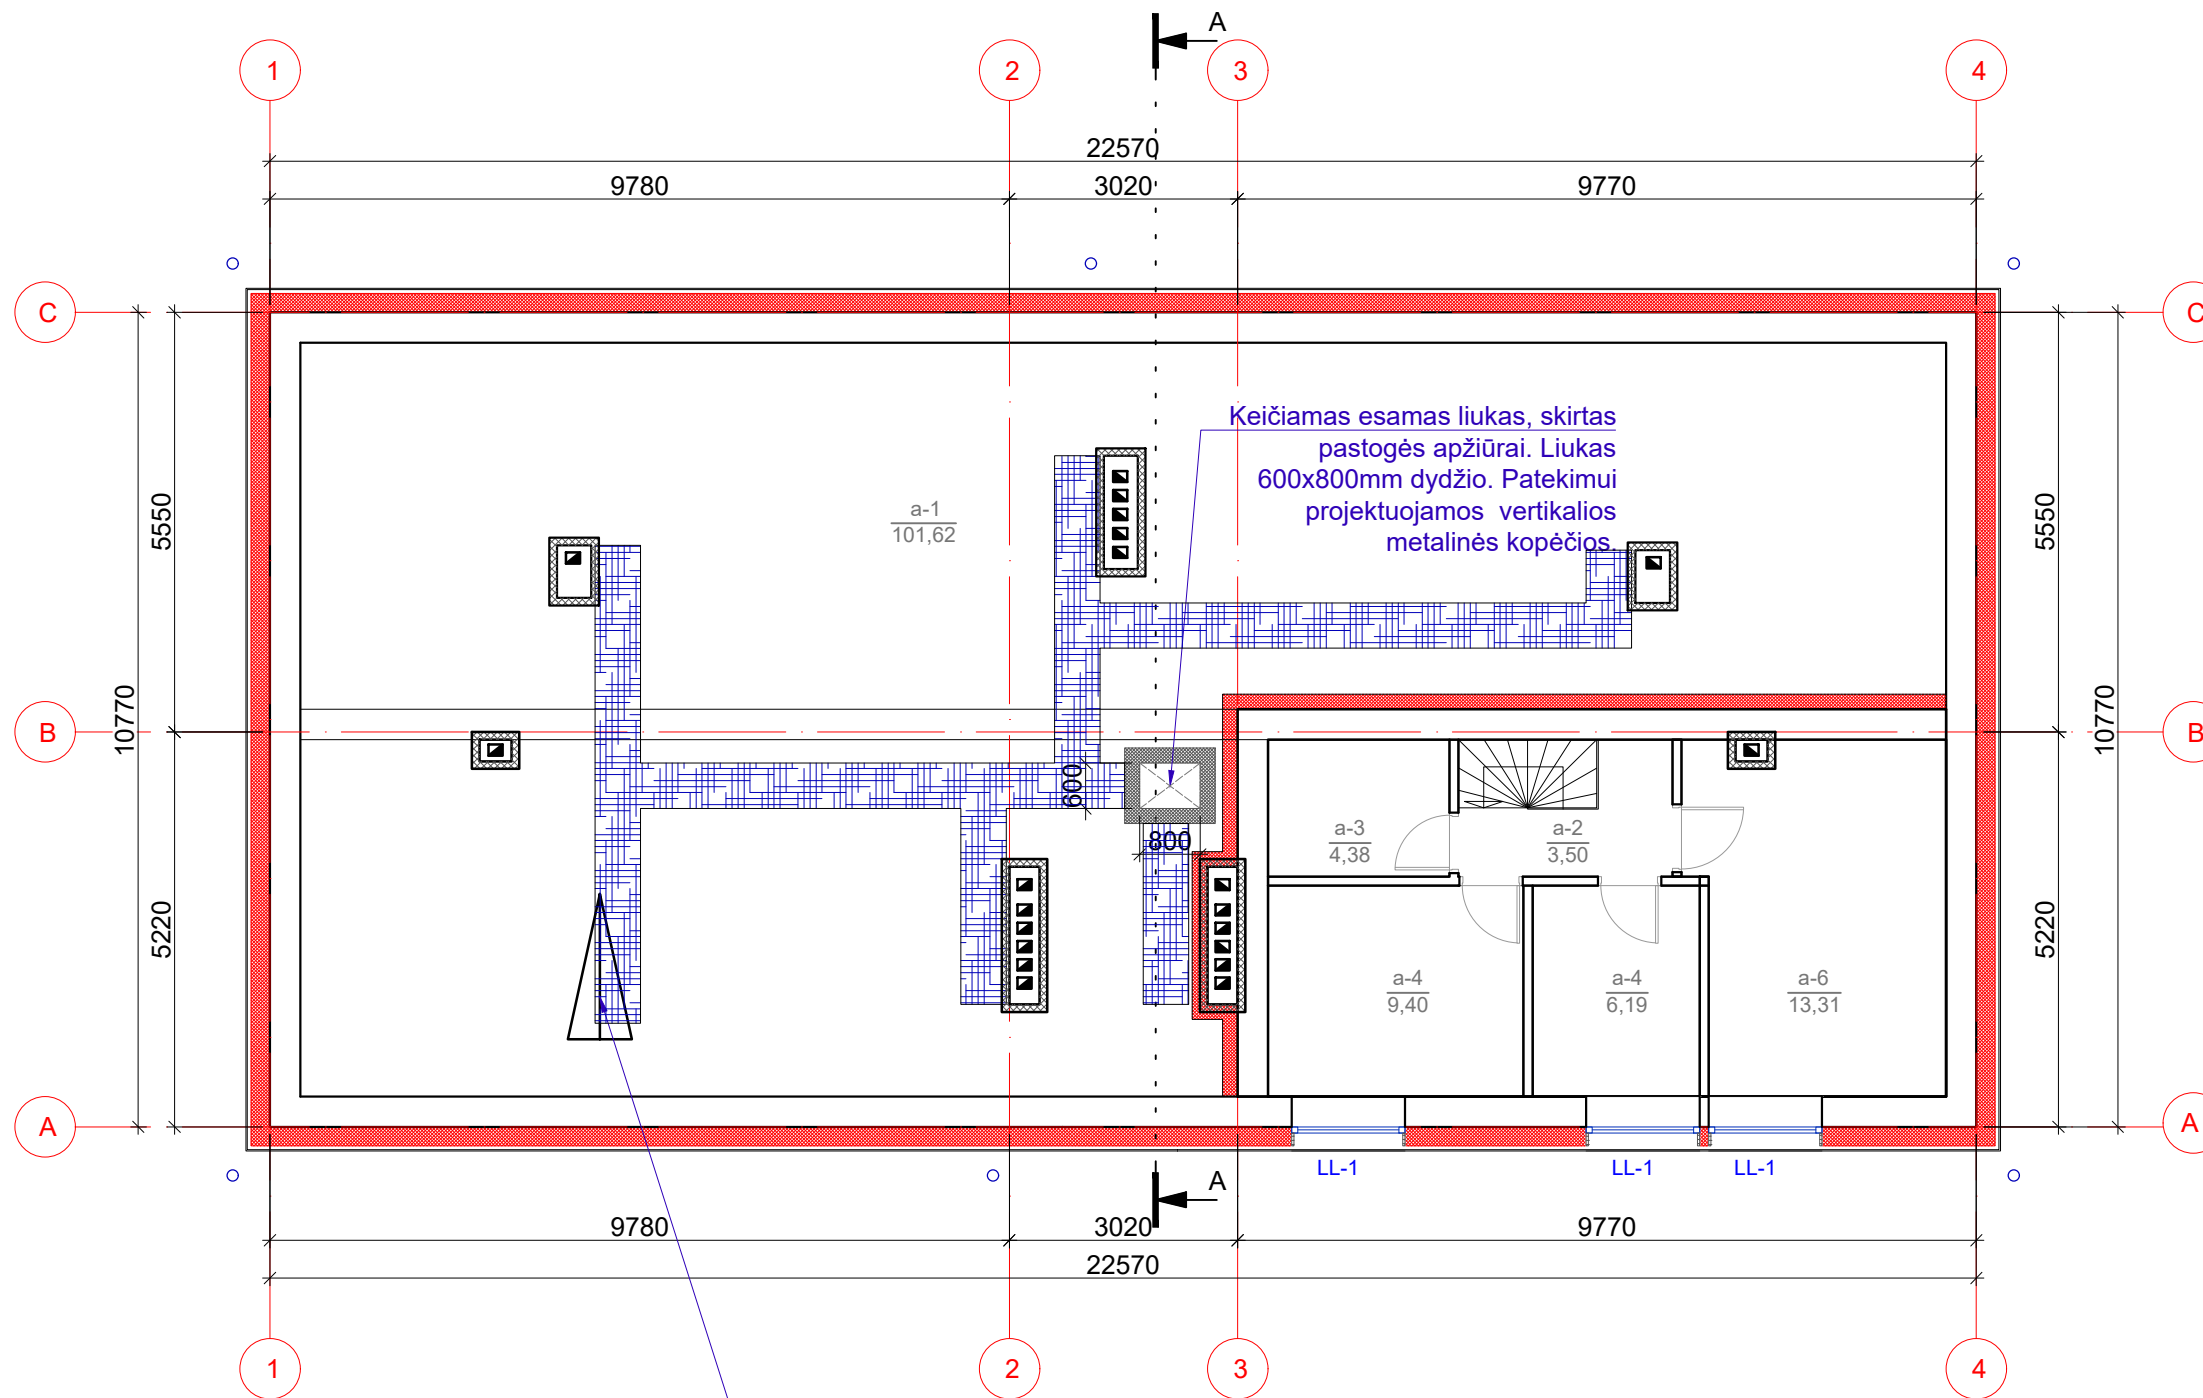 A
1
2
3
4
22570
9780
3020
9770
C
C
Keičiamas esamas liukas, skirtas
pastogės apžiūrai. Liukas
600x800mm dydžio. Patekimui
projektuojamos vertikalios
metalinės kopėčios.
a-1
101,62
5550
5550
10770
10770
B
B
600
800
a-3
4,38
a-2
3,50
5220
5220
a-4
9,40
a-4
6,19
a-6
13,31
A
A
LL-1
LL-1
LL-1
A
9780
3020
9770
22570
1
2
3
4